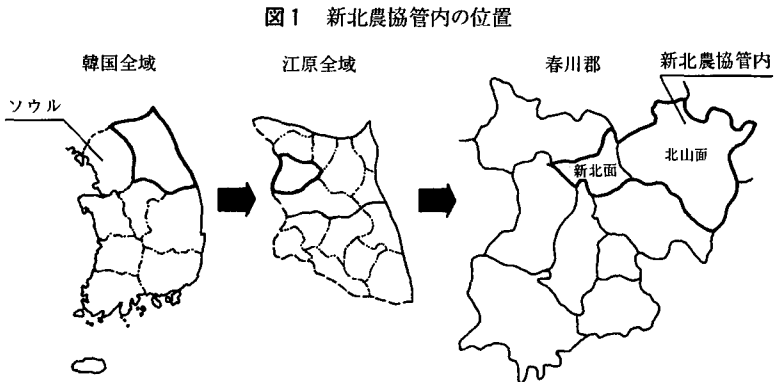 図1 新北農協管内の位置
韓国全域
江原全域
春川郡
新北農協管内
ソウル
北山面
新北面